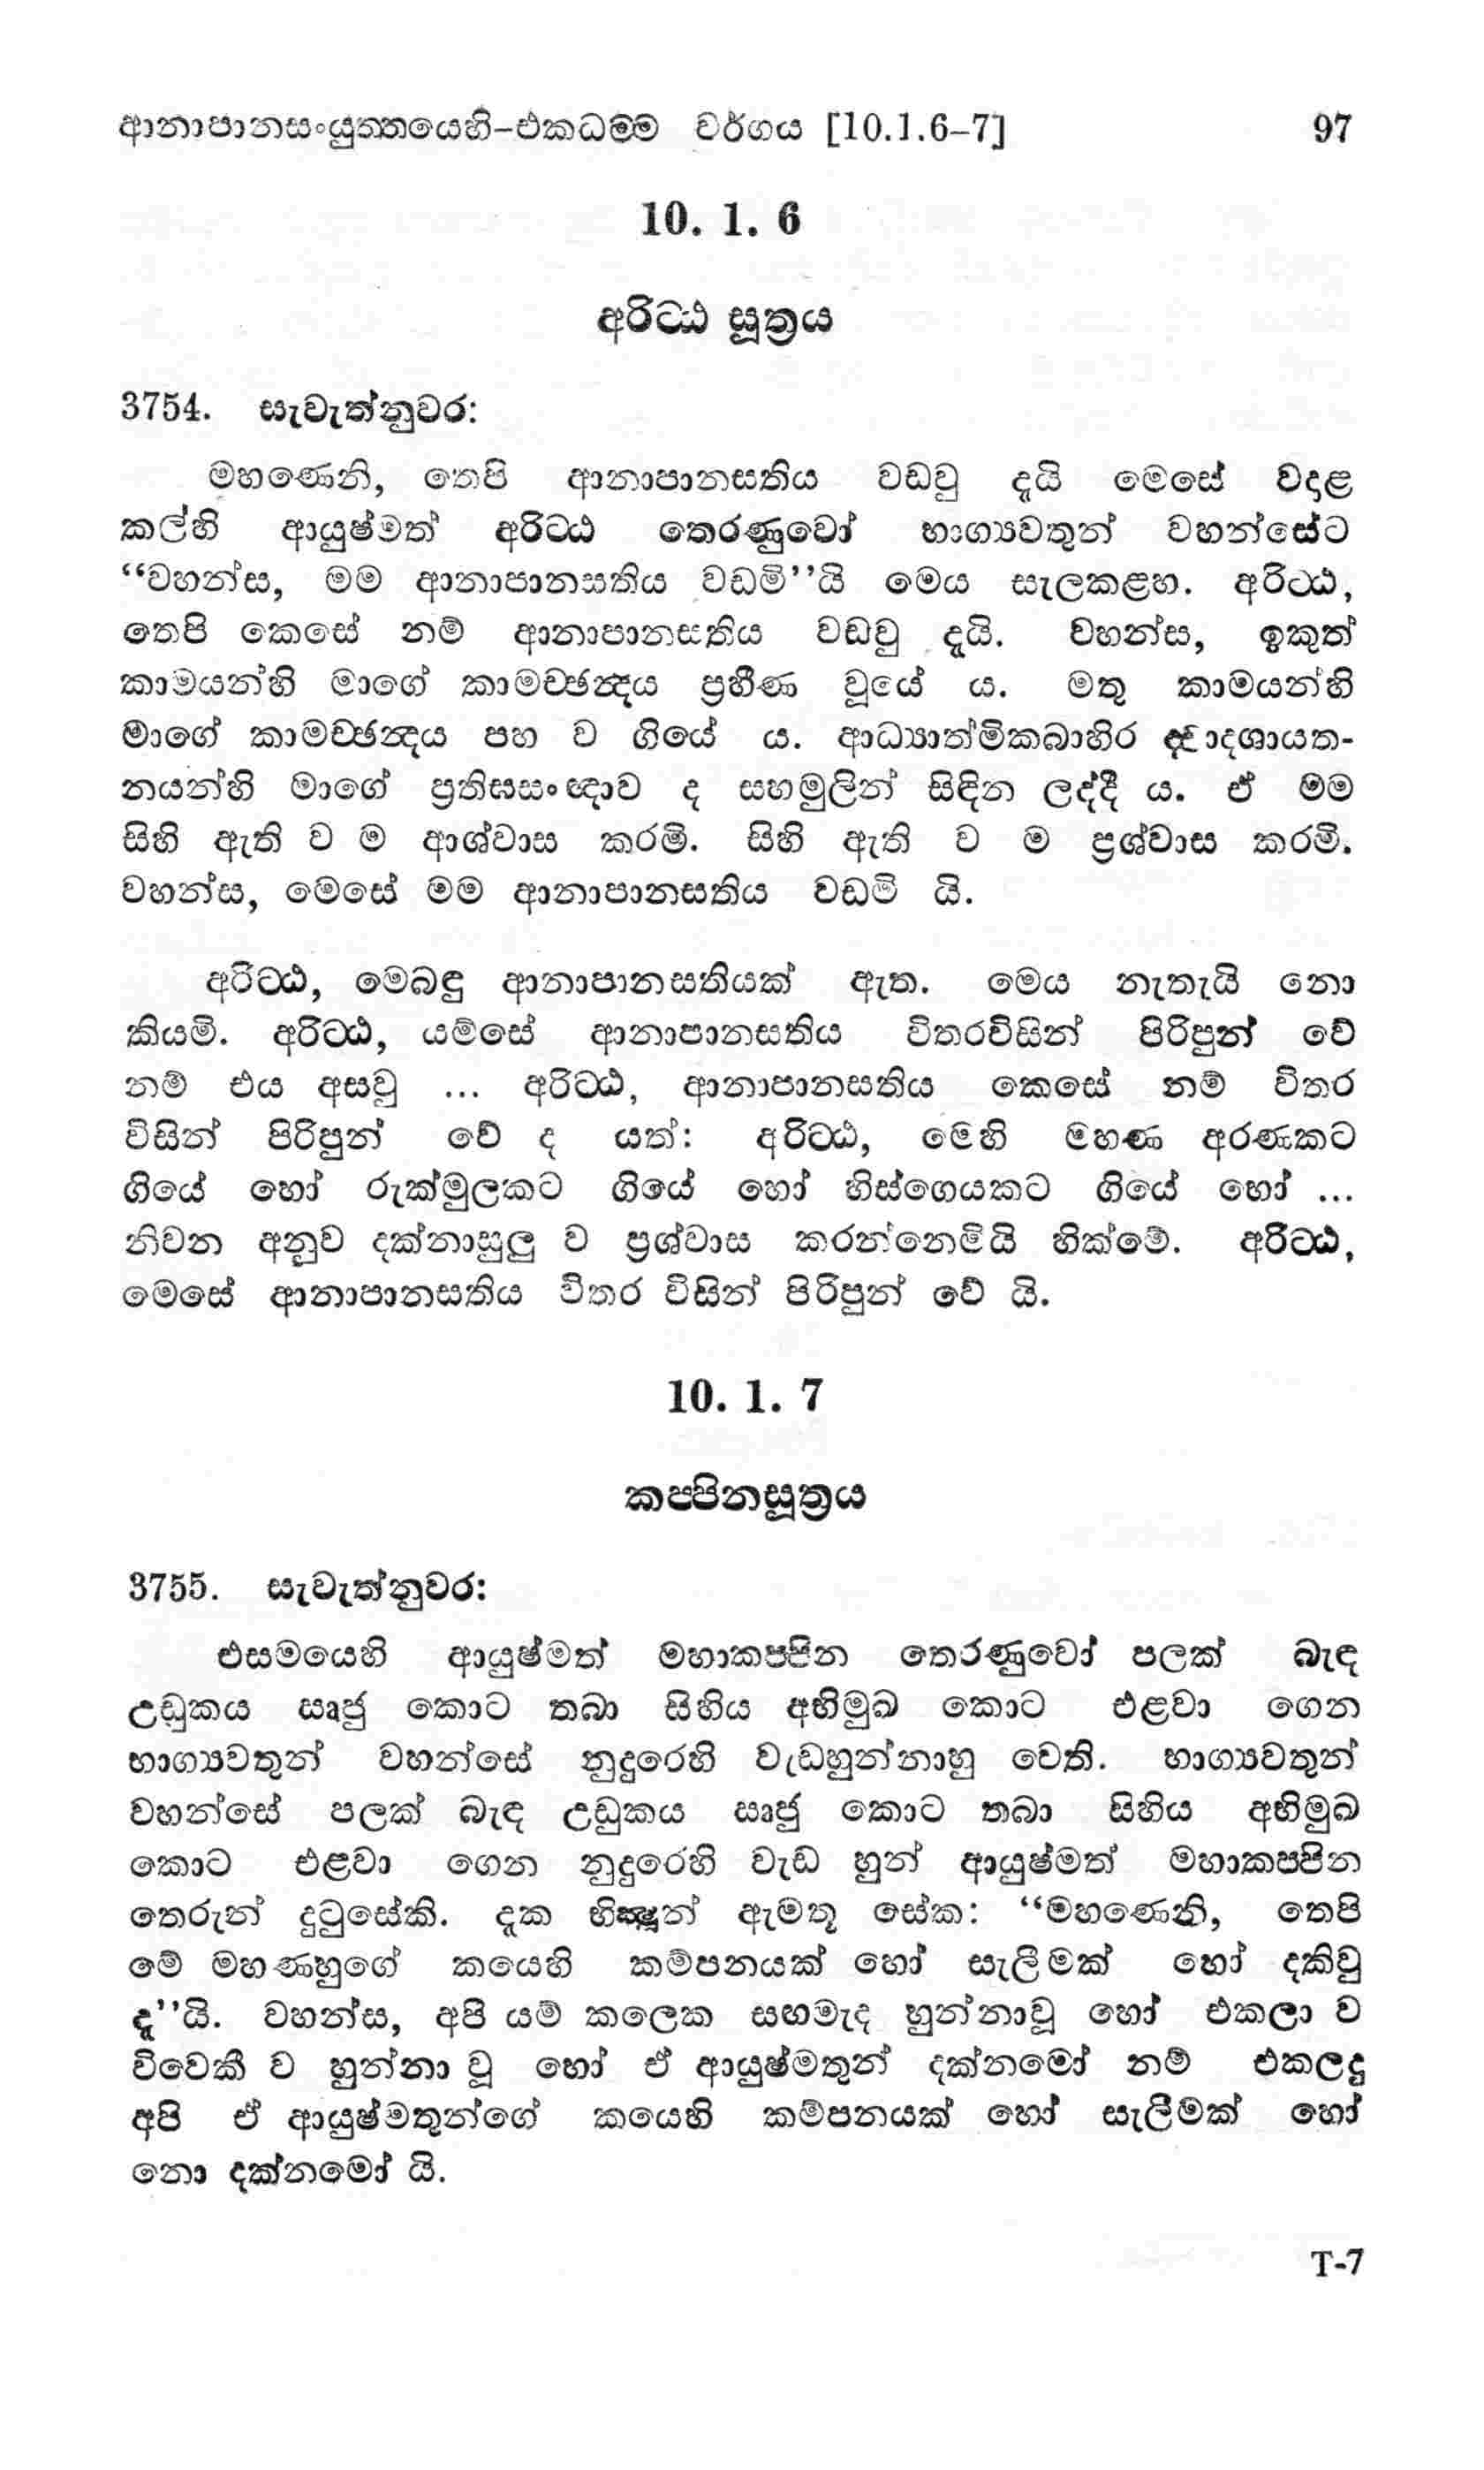 ආනාපානසංයුත්තයෙහි-එකධම්ම වර්ගය [10.1.6-7] 97
10. 1. 6
අරිට්ඨ සූත්‍රය
3754. සැවැත්නුවර:
මහණෙනි, තෙපි ආනාපානසතිය වඩවු දැයි මෙසේ වදාළ
කල්හි ආයුෂ්මත් අරිට්ඨ තෙරණුවෝ භාග්‍යවතුන් වහන්සේට
“වහන්ස, මම ආනාපානසතිය වඩමි”යි මෙය සැලකළහ. අරිට්ඨ,
තෙපි කෙසේ නම් ආනාපානසතිය වඩවු දැයි. වහන්ස, ඉකුත්
කාමයන්හි මාගේ කාමච්ඡන්දය ප්‍රහීණ වූයේ ය. මතු කාමයන්හි
මාගේ කාමච්ඡන්දය පහ ව ගියේ ය. ආධ්‍යාත්මිකබාහිර ද්වාදශායත-
නයන්හි මාගේ ප්‍රතිඝසංඥාව ද සහමුලින් සිඳින ලද්දී ය. ඒ මම
සිහි ඇති ව ම ආශ්වාස කරමි. සිහි ඇති ව ම ප්‍රශ්වාස කරමි.
වහන්ස, මෙසේ මම ආනාපානසතිය වඩමි යි.
අරිට්ඨ, මෙබඳු ආනාපානසතියක් ඇත. මෙය නැතැයි නො
කියමි. අරිට්ඨ, යම්සේ ආනාපානසතිය විතරවිසින් පිරිපුන් වේ
නම් එය අසවු ... අරිට්ඨ, ආනාපානසතිය කෙසේ නම් විතර
විසින් පිරිපුන් වේ ද යත්: අරිට්ඨ, මෙහි මහණ අරණකට
ගියේ හෝ රුක්මුලකට ගියේ හෝ හිස්ගෙයකට ගියේ හෝ ...
නිවන අනුව දක්නාසුලු ව ප්‍රශ්වාස කරන්නෙමියි හික්මේ. අරිට්ඨ,
මෙසේ ආනාපානසතිය විතර විසින් පිරිපුන් වේ යි.
10. 1. 7
කප්පිනසූත්‍රය
3755. සැවැත්නුවර:
එසමයෙහි ආයුෂ්මත් මහාකප්පින තෙරණුවෝ පලක් බැඳ
උඩුකය සෘජු කොට තබා සිහිය අභිමුඛ කොට එළවා ගෙන
භාග්‍යවතුන් වහන්සේ නුදුරෙහි වැඩහුන්නාහු වෙති. භාග්‍යවතුන්
වහන්සේ පලක් බැඳ උඩුකය සෘජු කොට තබා සිහිය අභිමුඛ
කොට එළවා ගෙන නුදුරෙහි වැඩ හුන් ආයුෂ්මත් මහාකප්පින
තෙරුන් දුටුසේකි. දැක භික්‍ෂූන් ඇමතූ සේක: “මහණෙනි, තෙපි
මේ මහණහුගේ කයෙහි කම්පනයක් හෝ සැලීමක් හෝ දකිවු
දැ”යි. වහන්ස, අපි යම් කලෙක සඟමැද හුන්නාවූ හෝ එකලා ව
විවෙකී ව හුන්නා වූ හෝ ඒ ආයුෂ්මතුන් දක්නමෝ නම් එකලදු
අපි ඒ ආයුෂ්මතුන්ගේ කයෙහි කම්පනයක් හෝ සැලීමක් හෝ
නො දක්නමෝ යි.
T-7